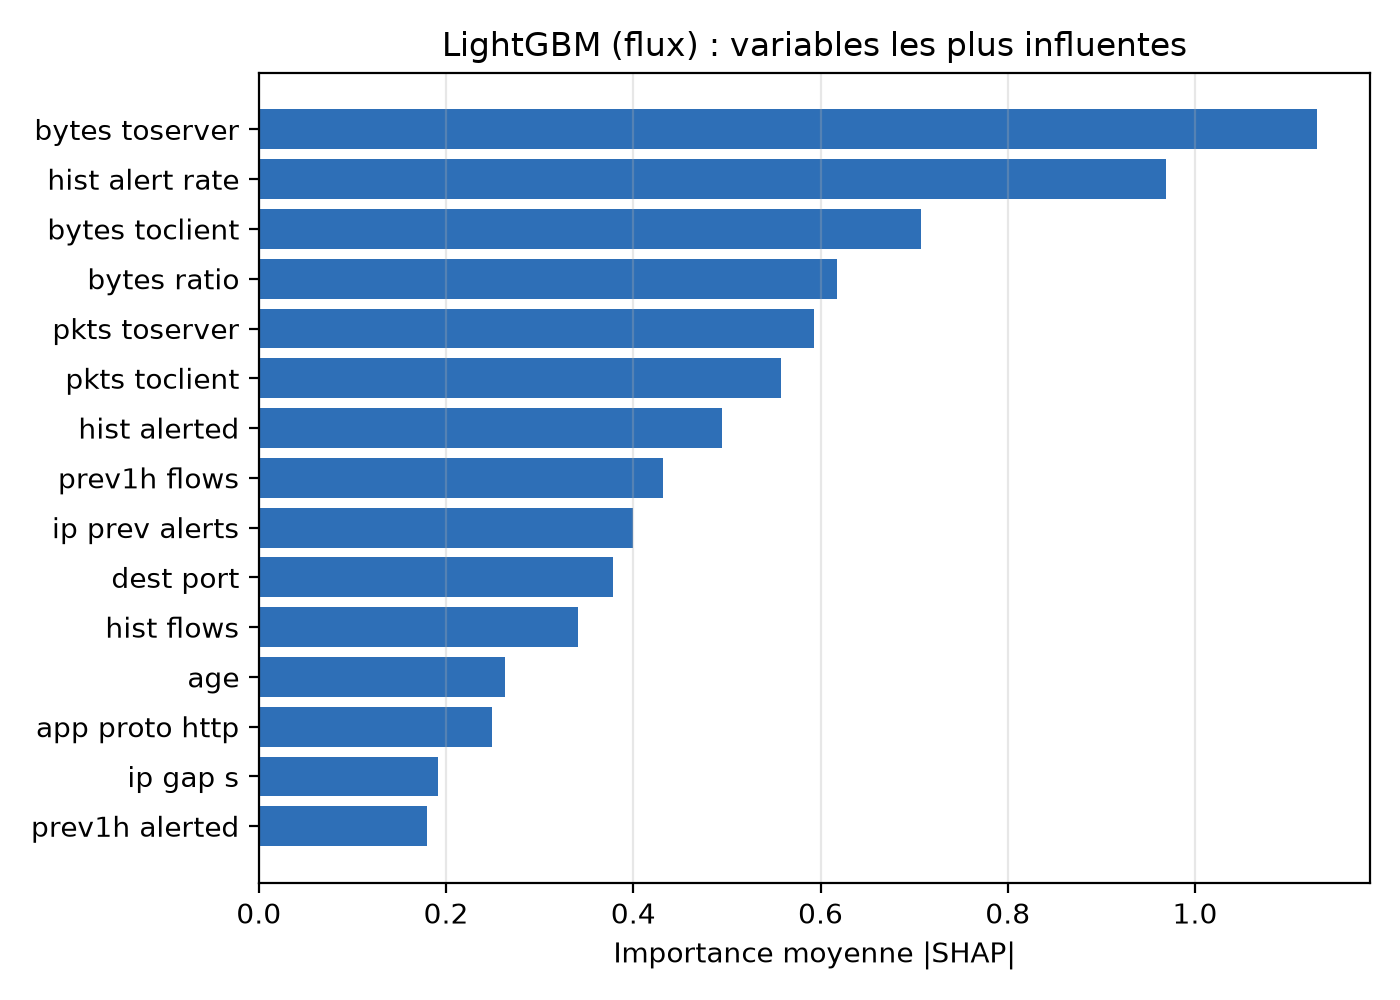 LightGBM (flux) : variables les plus influentes
bytes toserver
hist alert rate
bytes toclient
bytes ratio
pkts toserver
pkts toclient
hist alerted
prev1h flows
ip prev alerts
dest port
hist flows
age
app proto http
ip gap s
prev1h alerted
0.0 0.2 0.4 0.6 0.8 1.0
Importance moyenne |SHAP|